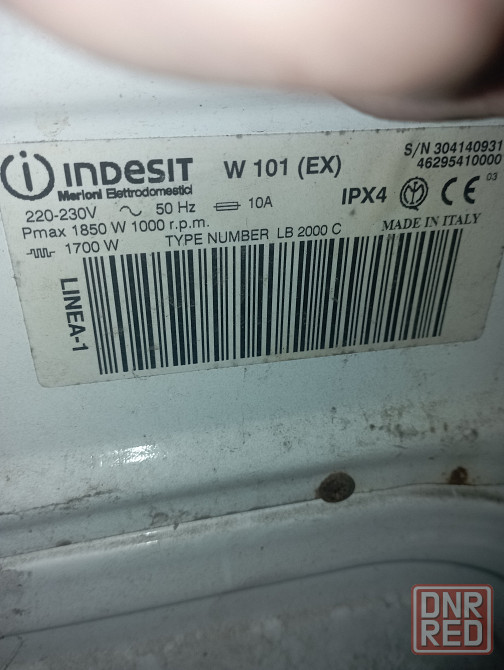 INDESIT W 101 (EX) S/N 304140931
Merloni Elettrodomestici 46295410000
220-230V ~ 50 Hz 10A IPX4 CE 03
Pmax 1850 W 1000 r.p.m. MADE IN ITALY
1700 W TYPE NUMBER LB 2000 C
LINEA-1
DNR
RED